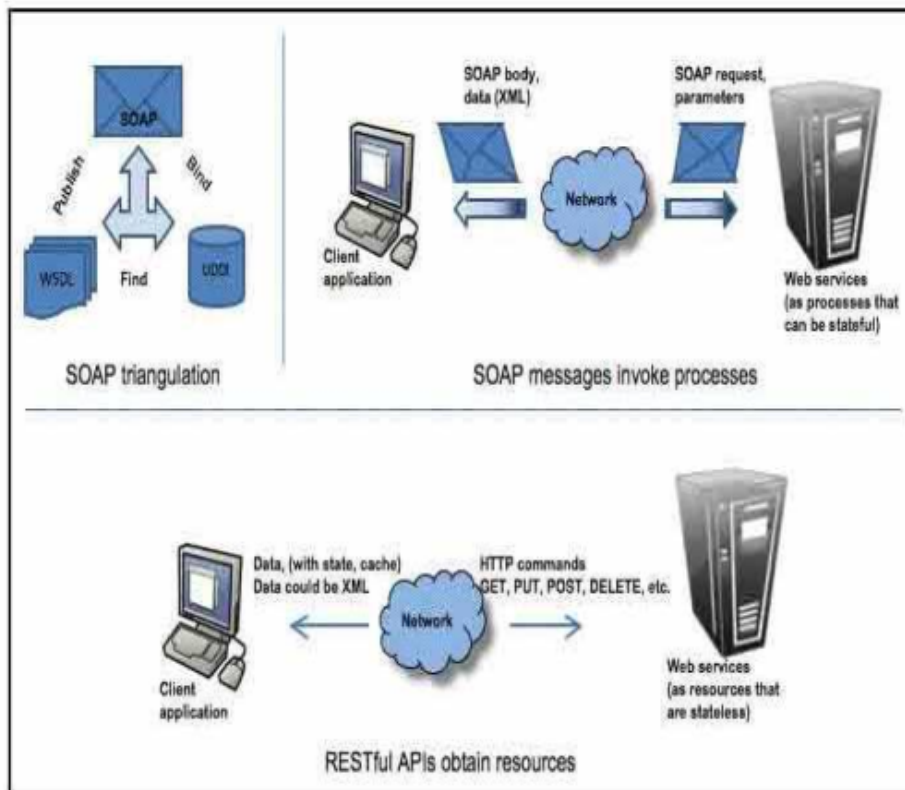 SOAP
Publish
Bind
WSDL
Find
UDDI
SOAP triangulation
SOAP body,
data (XML)
SOAP request,
parameters
Network
Client
application
Web services
(as processes that
can be stateful)
SOAP messages invoke processes
Data, (with state, cache)
Data could be XML
HTTP commands
GET, PUT, POST, DELETE, etc.
Network
Client
application
Web services
(as resources that
are stateless)
RESTful APIs obtain resources